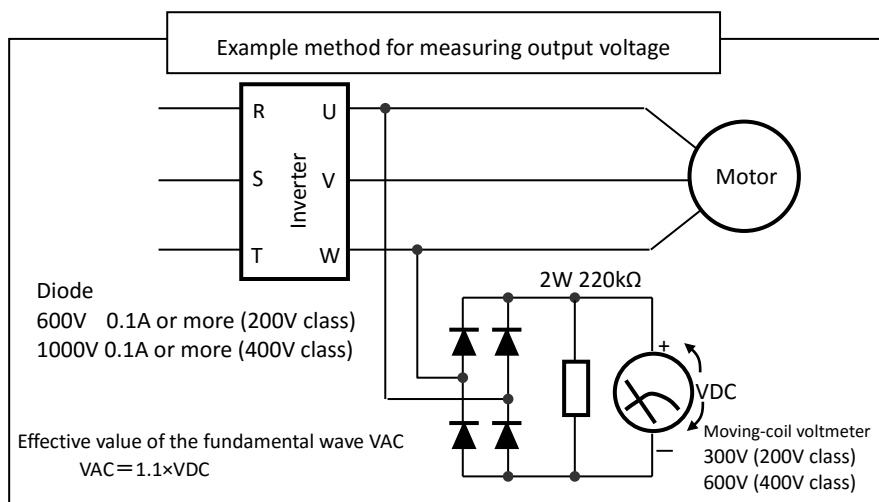 Example method for measuring output voltage
R
U
S
V
T
W
Inverter
Motor
Diode
600V 0.1A or more (200V class)
1000V 0.1A or more (400V class)
2W 220kΩ
+
VDC
−
Moving-coil voltmeter
300V (200V class)
600V (400V class)
Effective value of the fundamental wave VAC
VAC＝1.1×VDC